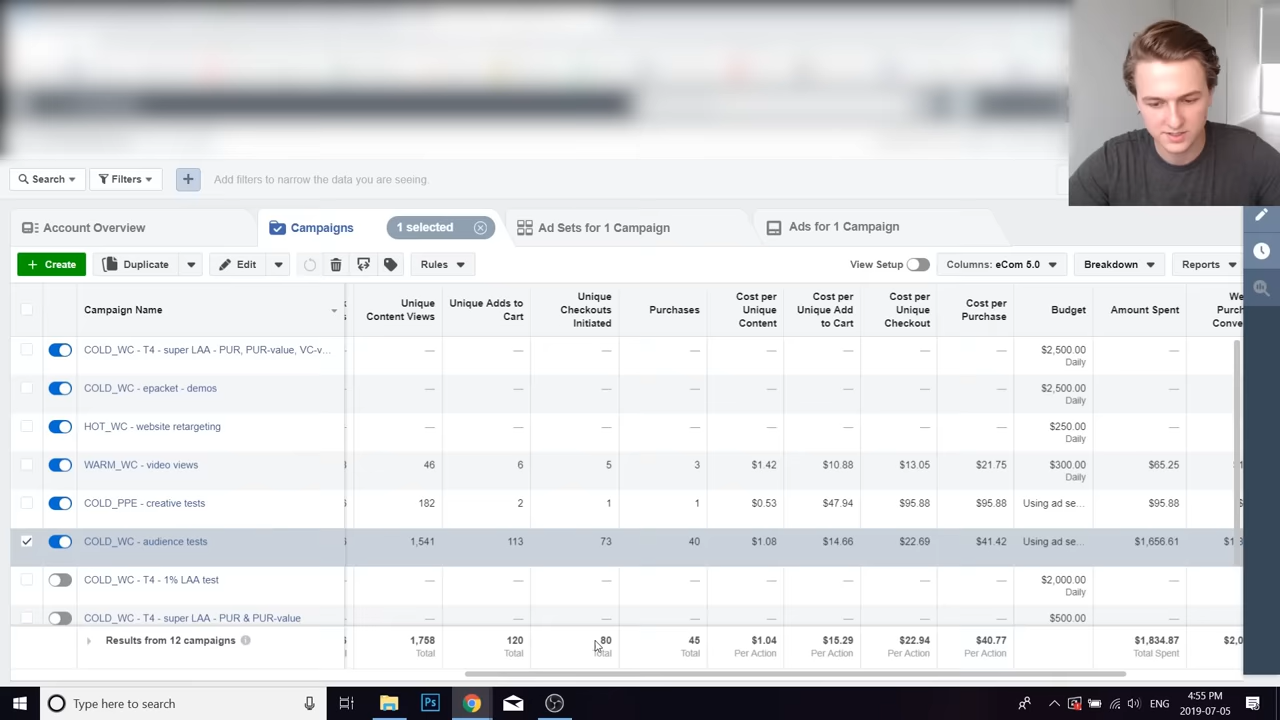 Search
Filters
Add filters to narrow the data you are seeing.
Account Overview
Campaigns
1 selected
Ad Sets for 1 Campaign
Ads for 1 Campaign
+ Create
Duplicate
Edit
Rules
View Setup
Columns: eCom 5.0
Breakdown
Reports
Campaign Name
Unique
Content Views
Unique Adds to
Cart
Unique
Checkouts
Initiated
Purchases
Cost per
Unique
Content
Cost per
Unique Add
to Cart
Cost per
Unique
Checkout
Cost per
Purchase
Budget
Amount Spent
We
Purch
Conve
COLD_WC - T4 - super LAA - PUR, PUR-value, VC-v... — — — — — — — — $2,500.00 —
Daily
COLD_WC - epacket - demos — — — — — — — — $2,500.00 —
Daily
HOT_WC - website retargeting — — — — — — — — $250.00 —
Daily
WARM_WC - video views 46 6 5 3 $1.42 $10.88 $13.05 $21.75 $300.00 $65.25
Daily
COLD_PPE - creative tests 182 2 1 1 $0.53 $47.94 $95.88 $95.88 Using ad se... $95.88
COLD_WC - audience tests 1,541 113 73 40 $1.08 $14.66 $22.69 $41.42 Using ad se... $1,656.61
COLD_WC - T4 - 1% LAA test — — — — — — — — $2,000.00 —
Daily
COLD_WC - T4 - super LAA - PUR & PUR-value — — — — — — — — $500.00 —
Results from 12 campaigns 1,758 120 80 45 $1.04 $15.29 $22.94 $40.77 $1,834.87
Total Total Total Total Per Action Per Action Per Action Per Action Total Spent
Type here to search
ENG
4:55 PM
2019-07-05